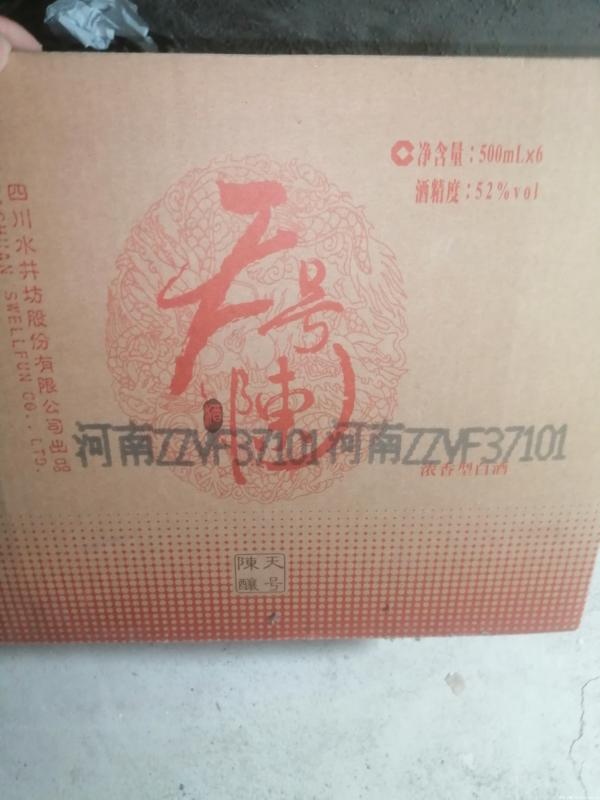 净含量：500mL×6
酒精度：52%vol
四川水井坊股份有限公司出品
SICHUAN SWELLFUN CO., LTD.
天号陳
河南ZZYF37101河南ZZYF37101
浓香型白酒
天号
陳釀